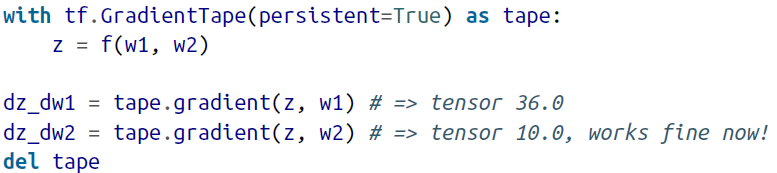 with tf.GradientTape(persistent=True) as tape:
    z = f(w1, w2)

dz_dw1 = tape.gradient(z, w1) # => tensor 36.0
dz_dw2 = tape.gradient(z, w2) # => tensor 10.0, works fine now!
del tape